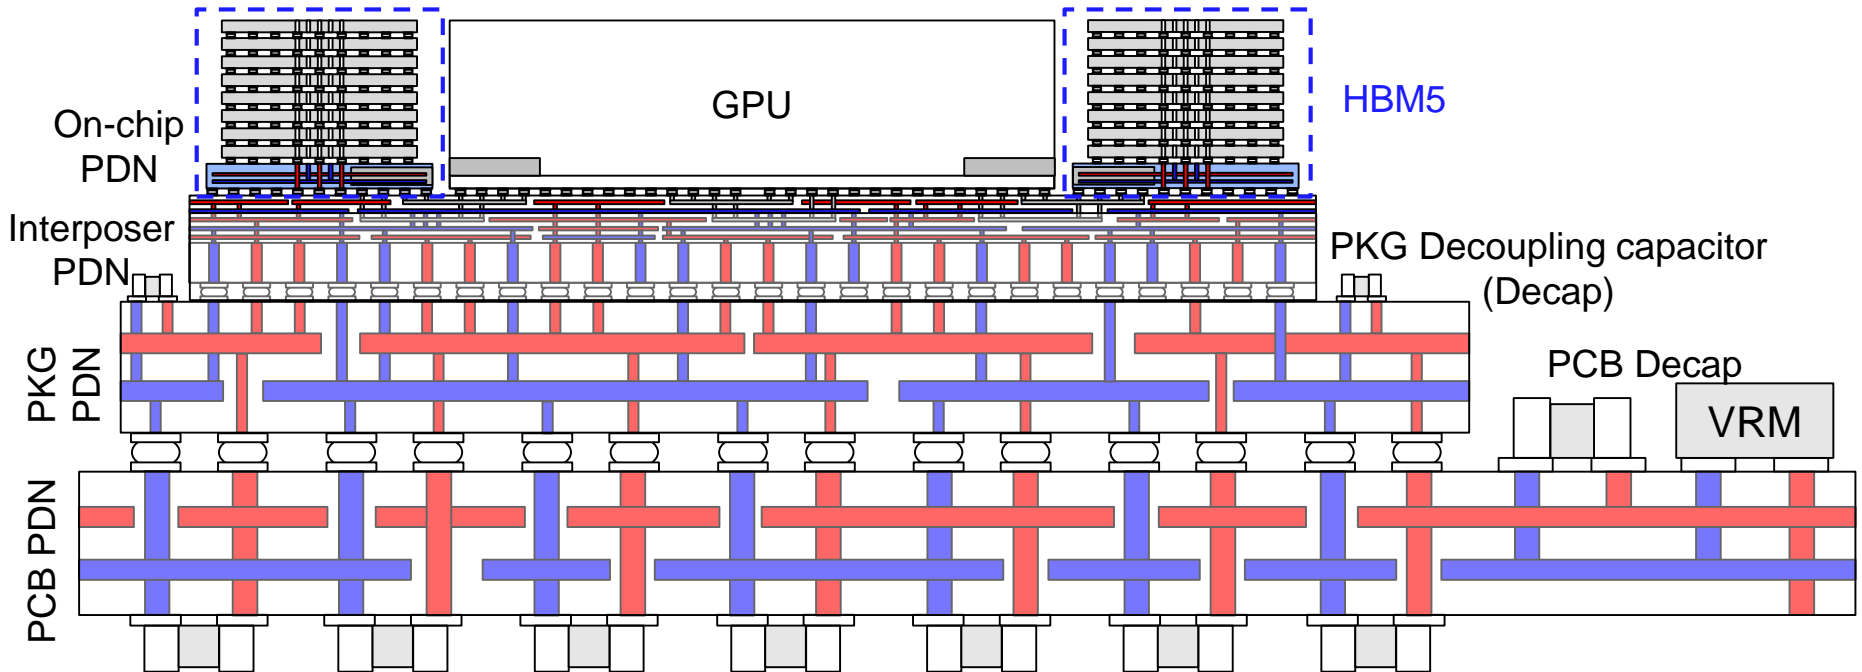 GPU
HBM5
On-chip
PDN
Interposer
PDN
PKG Decoupling capacitor
(Decap)
PKG
PDN
PCB Decap
VRM
PCB PDN